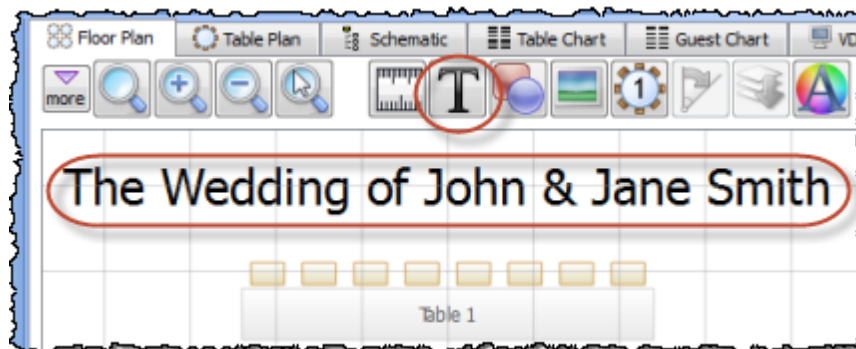 Floor Plan Table Plan Schematic Table Chart Guest Chart
more T 1 A
The Wedding of John & Jane Smith
Table 1